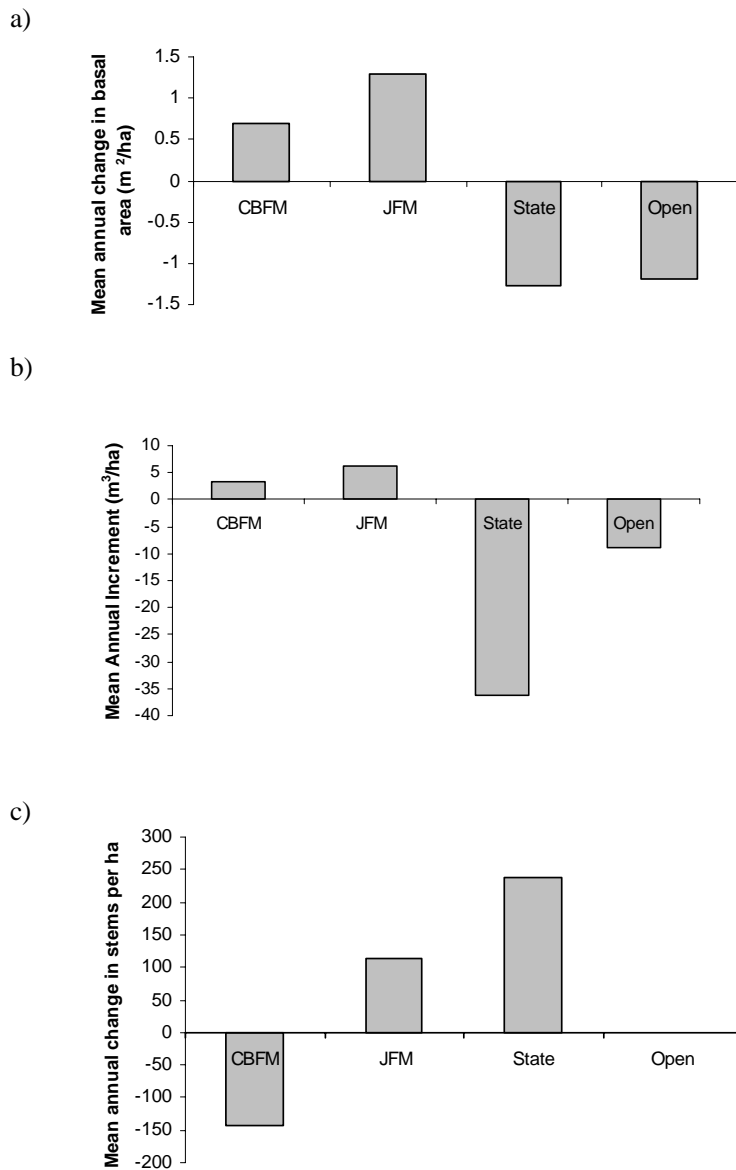 a)
Mean annual change in basal
area (m ²/ha)
1.5
1
0.5
0
-0.5
-1
-1.5
CBFM JFM State Open
b)
Mean Annual Increment (m³/ha)
10
5
0
-5
-10
-15
-20
-25
-30
-35
-40
CBFM JFM State Open
c)
Mean annual change in stems per ha
300
250
200
150
100
50
0
-50
-100
-150
-200
CBFM JFM State Open